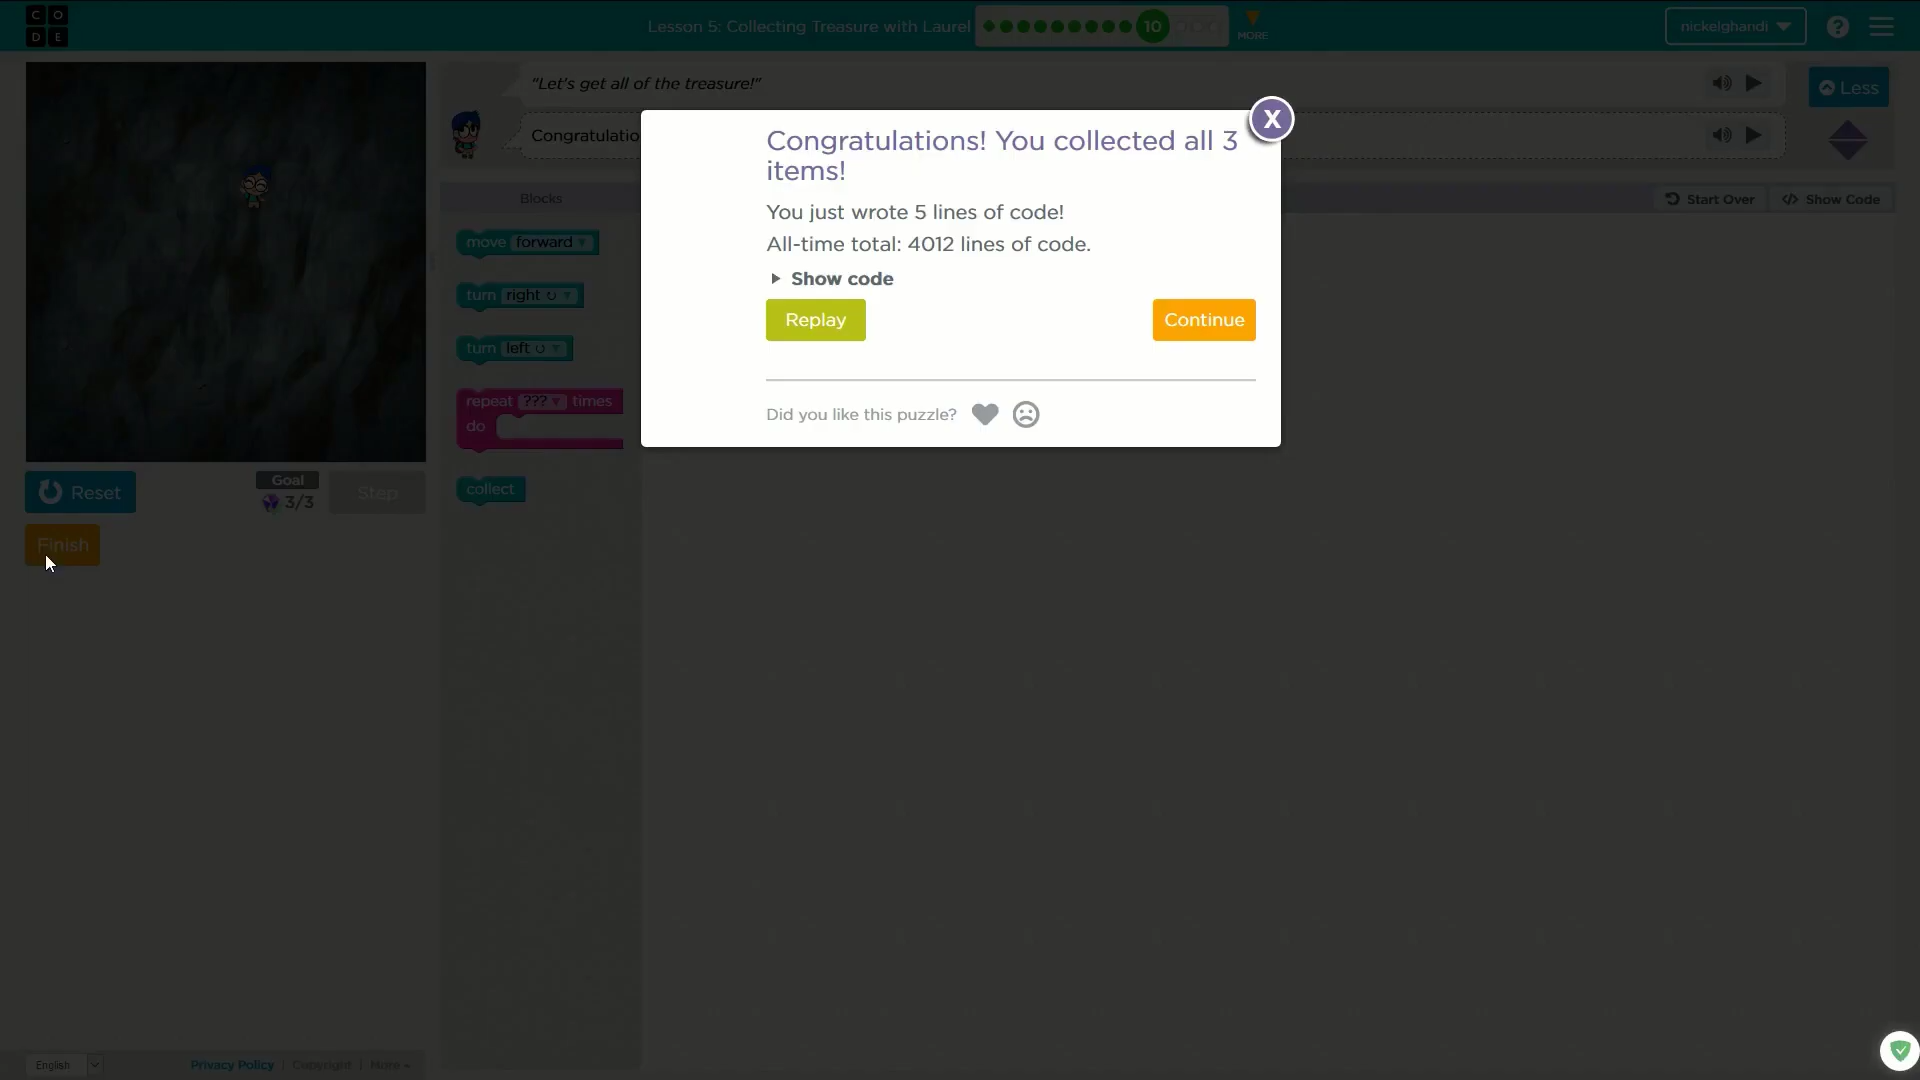 C O
D E
Lesson 5: Collecting Treasure with Laurel
10
MORE
nickelghandi
?
"Let's get all of the treasure!"
Less
Congratulatio
X
Congratulations! You collected all 3
items!
You just wrote 5 lines of code!
All-time total: 4012 lines of code.
Show code
Replay
Continue
Did you like this puzzle?
Blocks
Start Over
Show Code
move forward
turn right
turn left
repeat ??? times
do
collect
Reset
Goal
3/3
Step
Finish
English
Privacy Policy | Copyright | More